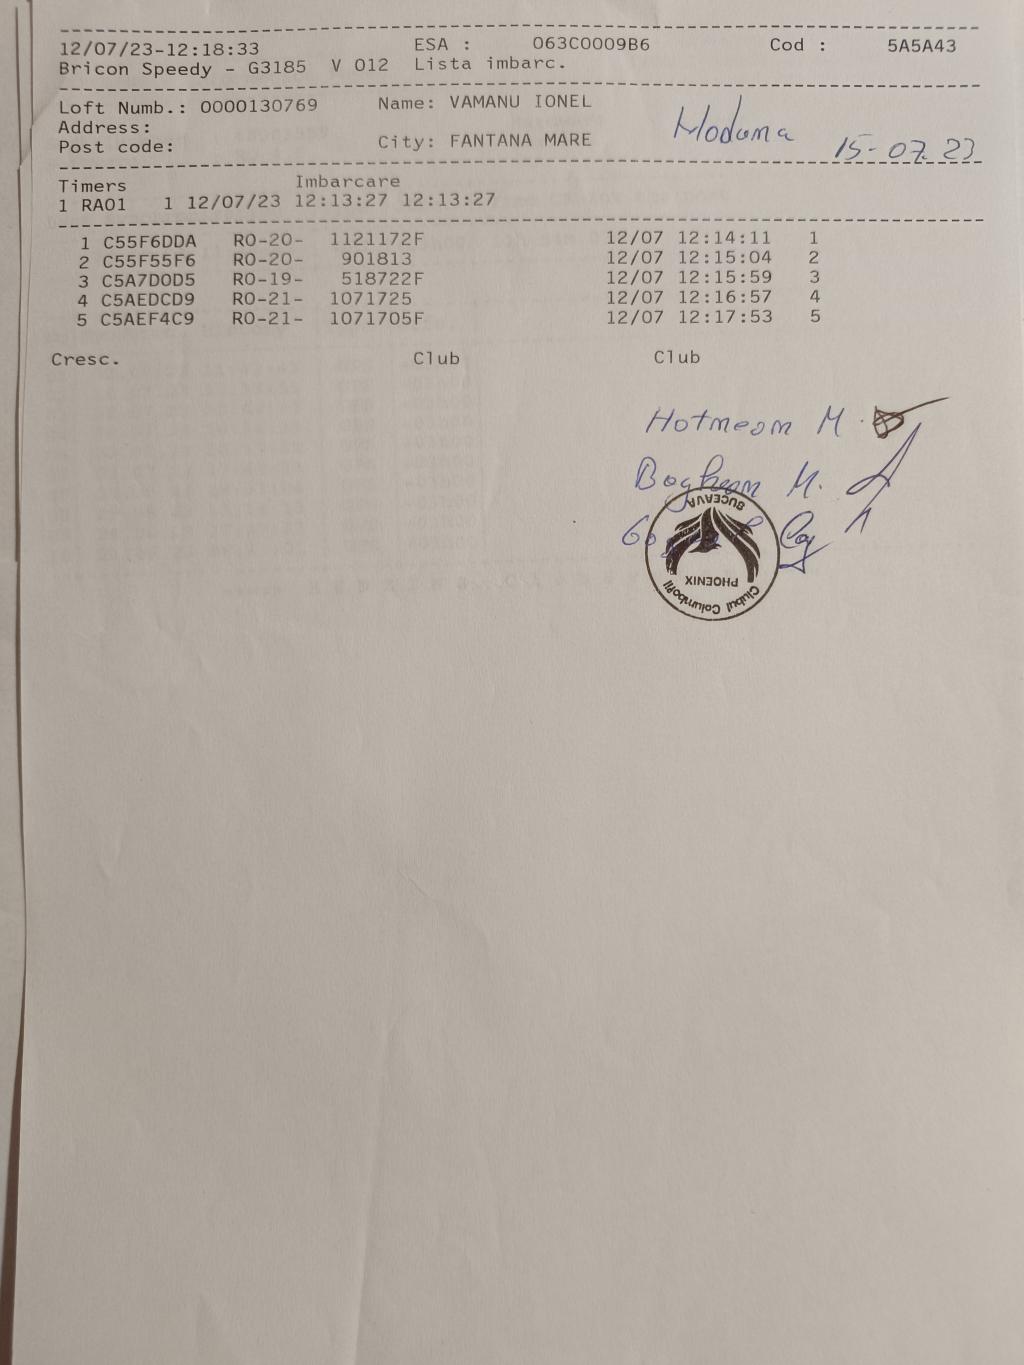 12/07/23-12:18:33 ESA : 063C0009B6 Cod : 5A5A43
Bricon Speedy - G3185 V 012 Lista imbarc.
Loft Numb.: 0000130769 Name: VAMANU IONEL
Address:
Post code: City: FANTANA MARE
15-07.23
Timers Imbarcare
1 RA01 1 12/07/23 12:13:27 12:13:27
1 C55F6DDA RO-20- 1121172F 12/07 12:14:11 1
2 C55F55F6 RO-20- 901813 12/07 12:15:04 2
3 C5A7D0D5 RO-19- 518722F 12/07 12:15:59 3
4 C5AEDCD9 RO-21- 1071725 12/07 12:16:57 4
5 C5AEF4C9 RO-21- 1071705F 12/07 12:17:53 5
Cresc. Club Club
M.
M.
Clubul Columbofil
PHOENIX
SUCEAVA